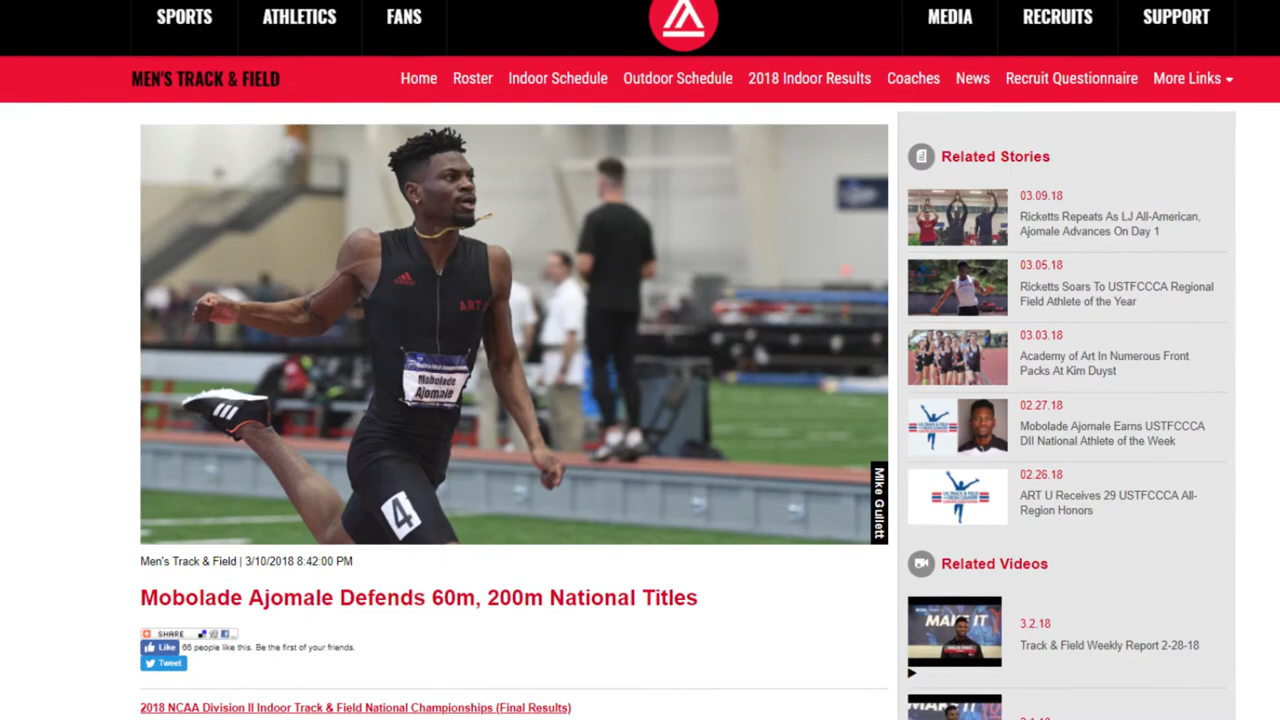 SPORTS
ATHLETICS
FANS
MEDIA
RECRUITS
SUPPORT
MEN'S TRACK & FIELD
Home
Roster
Indoor Schedule
Outdoor Schedule
2018 Indoor Results
Coaches
News
Recruit Questionnaire
More Links
ART
Mobolade
Ajomale
4
Mike Gullett
Men's Track & Field | 3/10/2018 8:42:00 PM
Mobolade Ajomale Defends 60m, 200m National Titles
SHARE
Like
66 people like this. Be the first of your friends.
Tweet
2018 NCAA Division II Indoor Track & Field National Championships (Final Results)
Related Stories
03.09.18
Ricketts Repeats As LJ All-American,
Ajomale Advances On Day 1
03.05.18
Ricketts Soars To USTFCCCA Regional
Field Athlete of the Year
03.03.18
Academy of Art In Numerous Front
Packs At Kim Duyst
02.27.18
Mobolade Ajomale Earns USTFCCCA
DII National Athlete of the Week
02.26.18
ART U Receives 29 USTFCCCA All-
Region Honors
Related Videos
MAKE IT
3.2.18
Track & Field Weekly Report 2-28-18